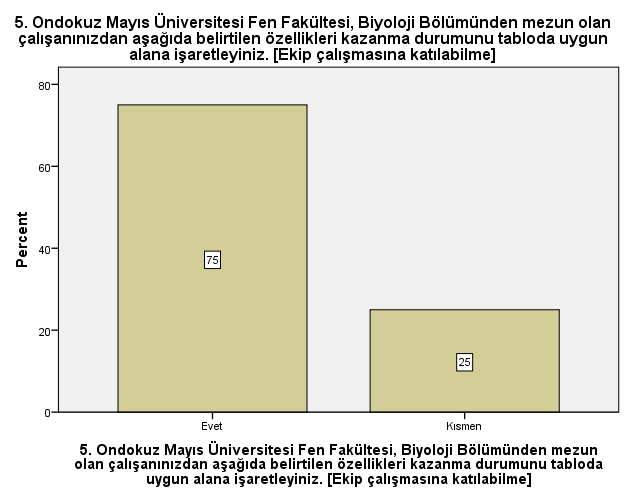 5. Ondokuz Mayıs Üniversitesi Fen Fakültesi, Biyoloji Bölümünden mezun olan
çalışanınızdan aşağıda belirtilen özellikleri kazanma durumunu tabloda uygun
alana işaretleyiniz. [Ekip çalışmasına katılabilme]
80
60
40
20
0
Percent
75
25
Evet
Kısmen
5. Ondokuz Mayıs Üniversitesi Fen Fakültesi, Biyoloji Bölümünden mezun
olan çalışanınızdan aşağıda belirtilen özellikleri kazanma durumunu tabloda
uygun alana işaretleyiniz. [Ekip çalışmasına katılabilme]